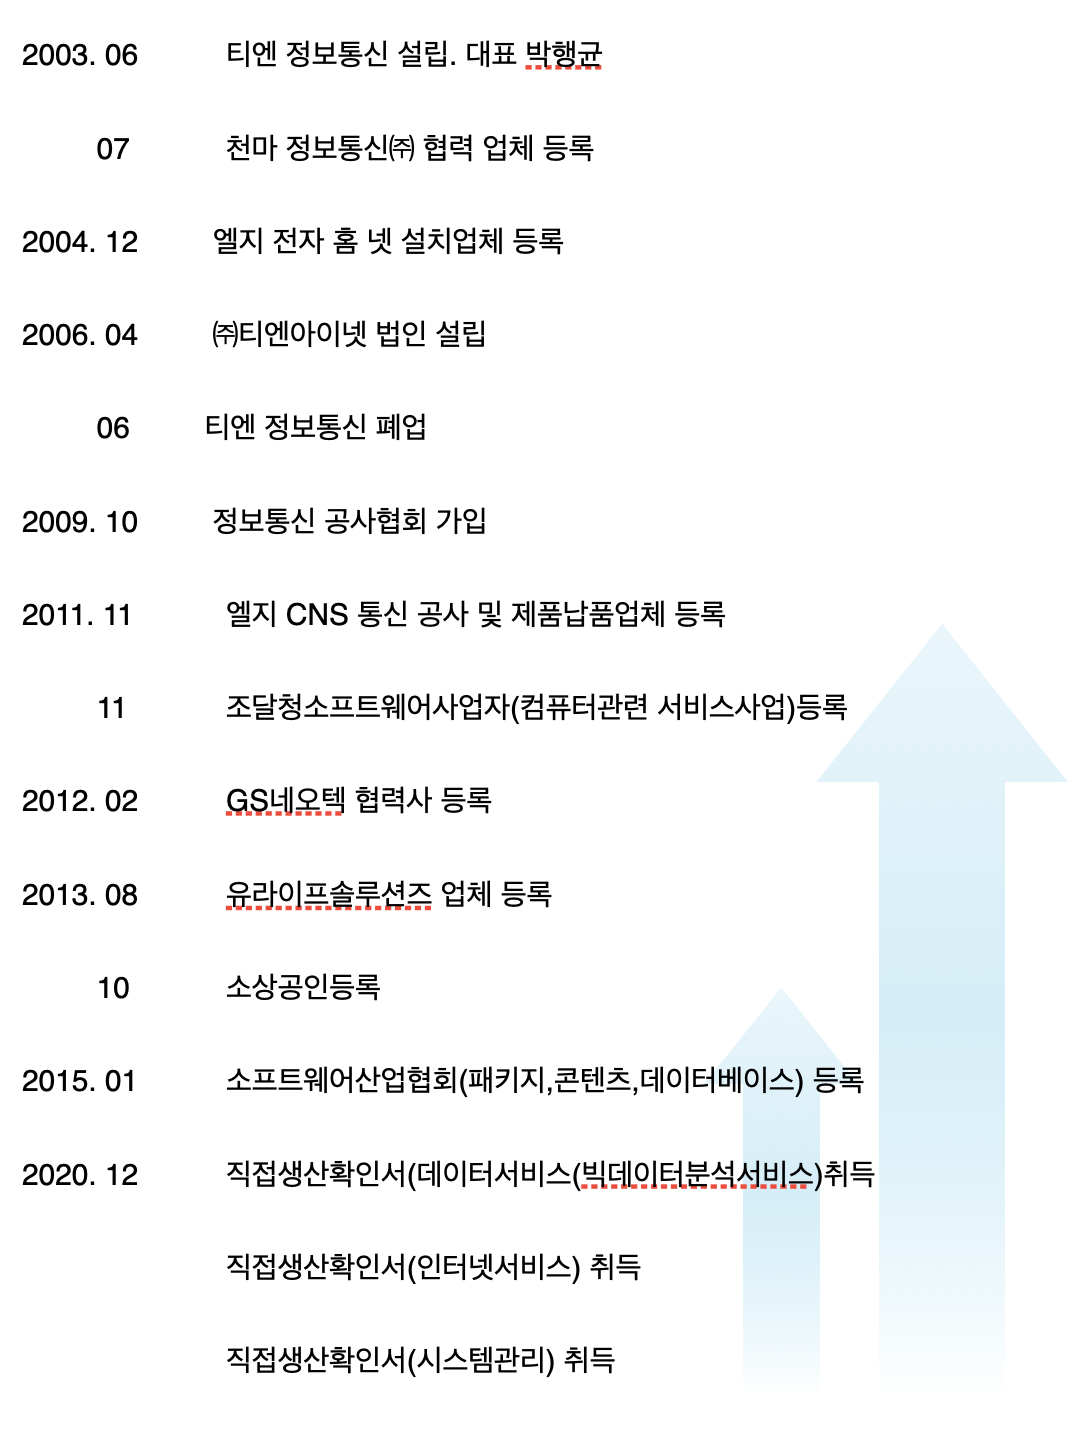 2003. 06 티엔 정보통신 설립. 대표 박행균
07 천마 정보통신㈜ 협력 업체 등록
2004. 12 엘지 전자 홈 넷 설치업체 등록
2006. 04 ㈜티엔아이넷 법인 설립
06 티엔 정보통신 폐업
2009. 10 정보통신 공사협회 가입
2011. 11 엘지 CNS 통신 공사 및 제품납품업체 등록
11 조달청소프트웨어사업자(컴퓨터관련 서비스사업)등록
2012. 02 GS네오텍 협력사 등록
2013. 08 유라이프솔루션즈 업체 등록
10 소상공인등록
2015. 01 소프트웨어산업협회(패키지,콘텐츠,데이터베이스) 등록
2020. 12 직접생산확인서(데이터서비스(빅데이터분석서비스)취득
직접생산확인서(인터넷서비스) 취득
직접생산확인서(시스템관리) 취득